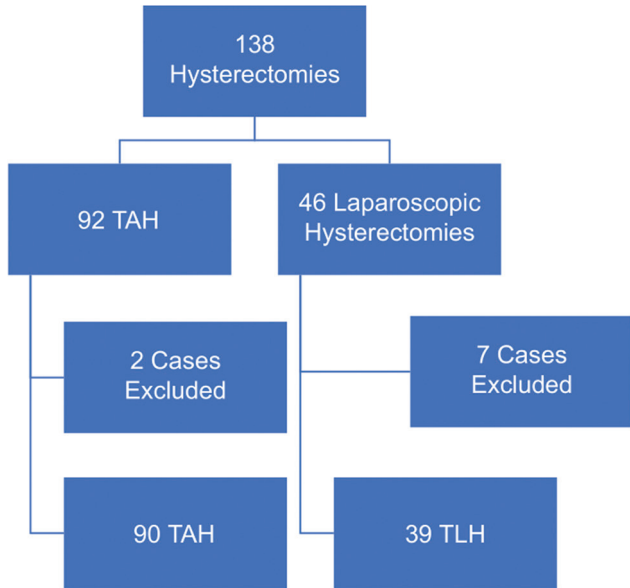 138
Hysterectomies
92 TAH
46 Laparoscopic
Hysterectomies
2 Cases
Excluded
7 Cases
Excluded
90 TAH
39 TLH